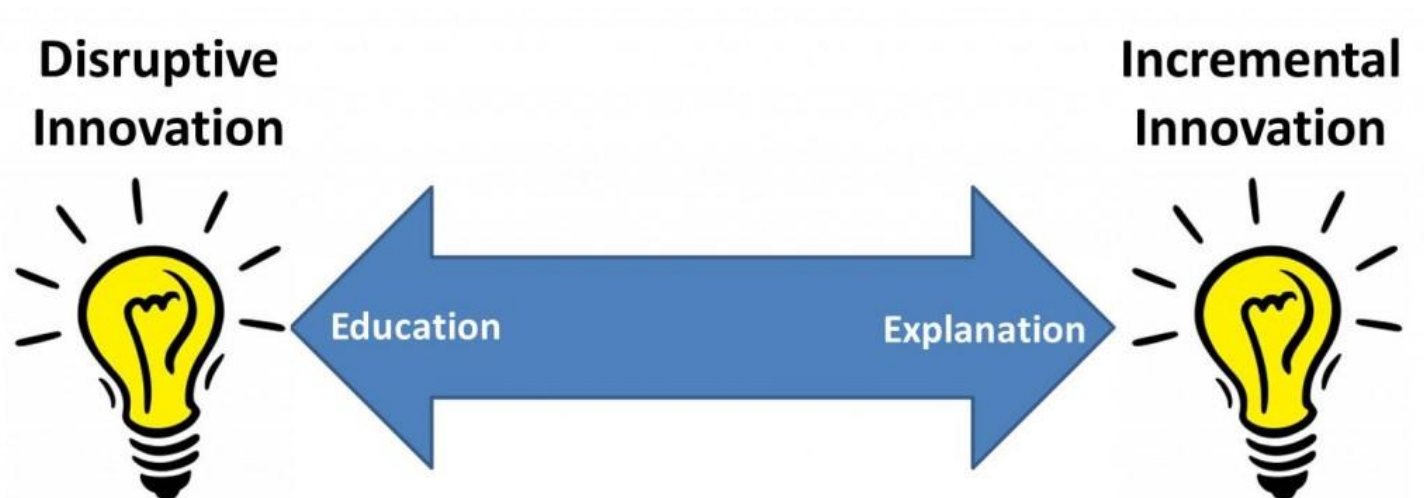 Disruptive
Innovation
Incremental
Innovation
Education
Explanation